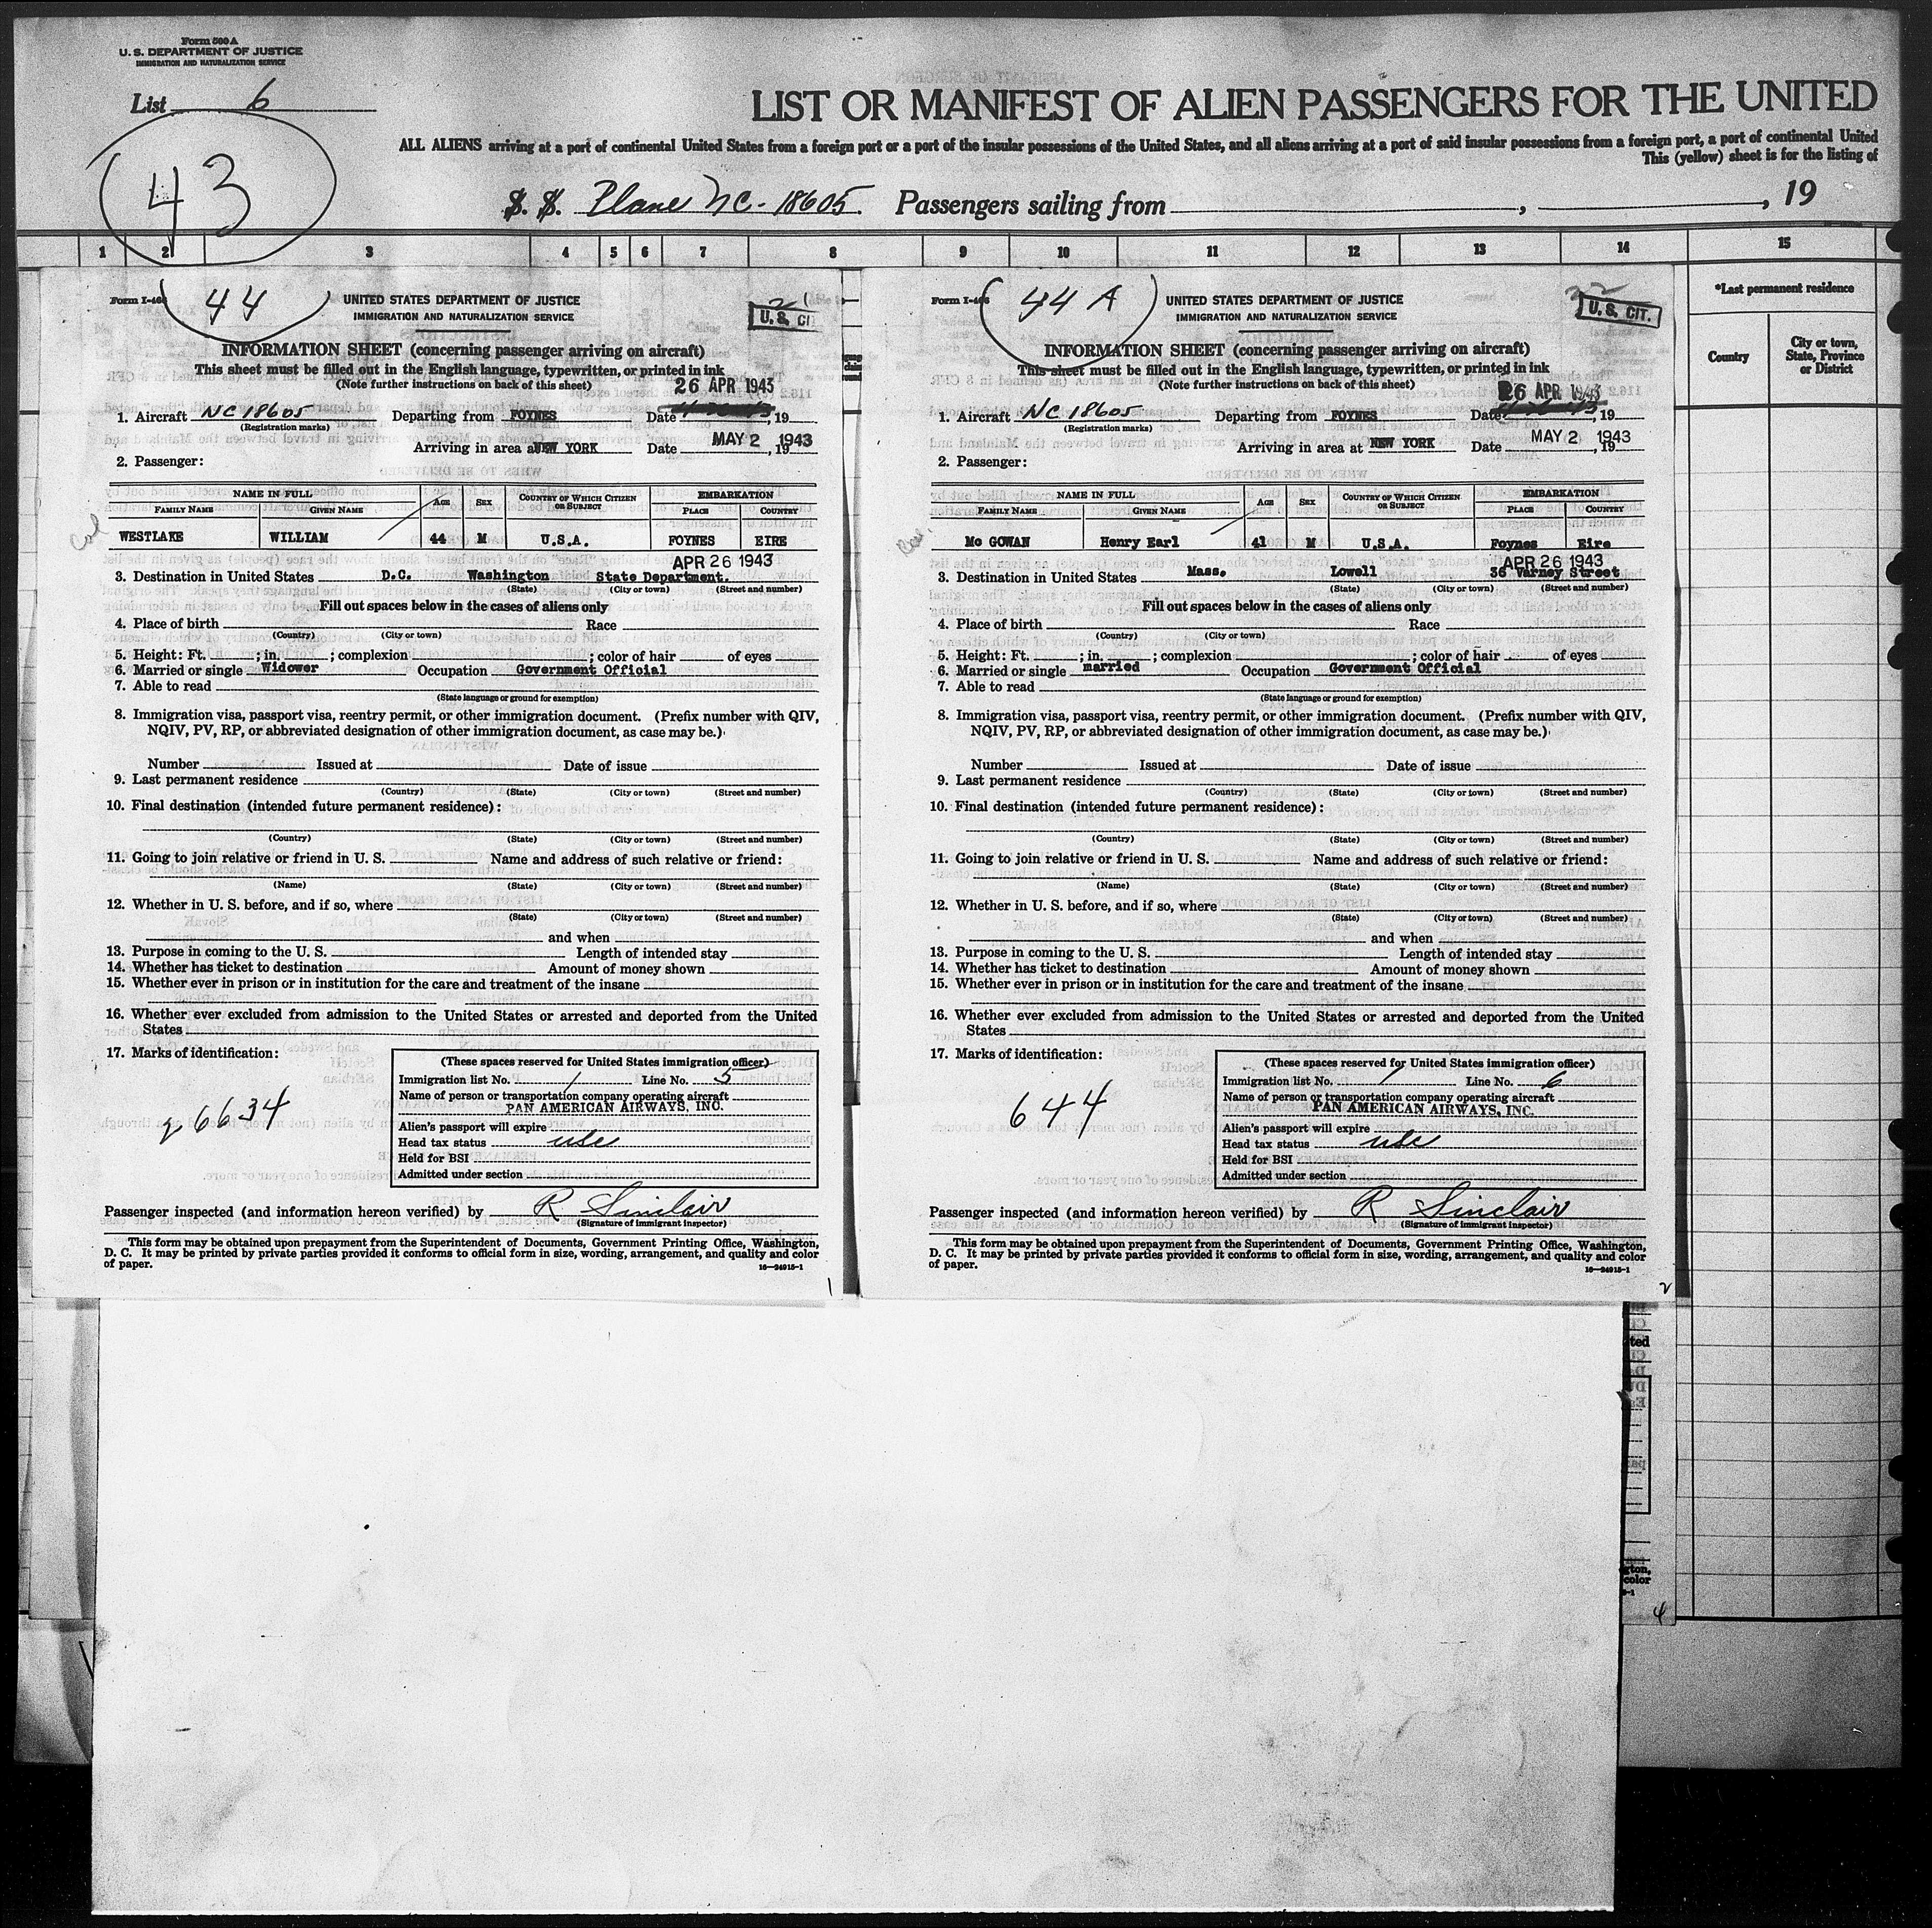 Form 500 A
U. S. DEPARTMENT OF JUSTICE
IMMIGRATION AND NATURALIZATION SERVICE
List 6
43
LIST OR MANIFEST OF ALIEN PASSENGERS FOR THE UNITED
ALL ALIENS arriving at a port of continental United States from a foreign port or a port of the insular possessions of the United States, and all aliens arriving at a port of said insular possessions from a foreign port, a port of continental United
This (yellow) sheet is for the listing of
S. S. Plane NC-18605 Passengers sailing from , , 19
1 2 3 4 5 6 7 8 9 10 11 12 13 14 15
*Last permanent residence
Country
City or town, State, Province or District
Form I-466
44
UNITED STATES DEPARTMENT OF JUSTICE
IMMIGRATION AND NATURALIZATION SERVICE
U. S. CI
INFORMATION SHEET (concerning passenger arriving on aircraft)
This sheet must be filled out in the English language, typewritten, or printed in ink
(Note further instructions on back of this sheet)
26 APR 1943
1. Aircraft NC 18605 Departing from FOYNES Date , 19
(Registration marks)
Arriving in area at NEW YORK Date MAY 2 1943, 19
2. Passenger:
NAME IN FULL AGE SEX COUNTRY OF WHICH CITIZEN OR SUBJECT EMBARKATION
FAMILY NAME GIVEN NAME PLACE COUNTRY
WESTLAKE WILLIAM 44 M U.S.A. FOYNES EIRE
APR 26 1943
3. Destination in United States D.C. Washington State Department.
(State) (City or town) (Street and number)
Fill out spaces below in the cases of aliens only
4. Place of birth Race
(Country) (City or town)
5. Height: Ft. ; in. ; complexion ; color of hair of eyes
6. Married or single Widower Occupation Government Official
7. Able to read
(State language or ground for exemption)
8. Immigration visa, passport visa, reentry permit, or other immigration document. (Prefix number with QIV,
NQIV, PV, RP, or abbreviated designation of other immigration document, as case may be.)
Number Issued at Date of issue
9. Last permanent residence
(Country) (State) (City or town) (Street and number)
10. Final destination (intended future permanent residence):
(Country) (State) (City or town) (Street and number)
11. Going to join relative or friend in U. S. Name and address of such relative or friend:
(Name) (State) (City or town) (Street and number)
12. Whether in U. S. before, and if so, where
(State) (City or town) (Street and number)
and when
13. Purpose in coming to the U. S. Length of intended stay
14. Whether has ticket to destination Amount of money shown
15. Whether ever in prison or in institution for the care and treatment of the insane
16. Whether ever excluded from admission to the United States or arrested and deported from the United
States
17. Marks of identification:
6634
(These spaces reserved for United States immigration officer)
Immigration list No. 1 Line No. 5
Name of person or transportation company operating aircraft
PAN AMERICAN AIRWAYS, INC.
Alien's passport will expire
Head tax status usc
Held for BSI
Admitted under section
Passenger inspected (and information hereon verified) by R Sinclair
(Signature of immigrant inspector)
This form may be obtained upon prepayment from the Superintendent of Documents, Government Printing Office, Washington,
D. C. It may be printed by private parties provided it conforms to official form in size, wording, arrangement, and quality and color
of paper.
16—24915-1
1
Form I-466
44 A
UNITED STATES DEPARTMENT OF JUSTICE
IMMIGRATION AND NATURALIZATION SERVICE
U. S. CIT.
INFORMATION SHEET (concerning passenger arriving on aircraft)
This sheet must be filled out in the English language, typewritten, or printed in ink
(Note further instructions on back of this sheet)
26 APR 1943
1. Aircraft NC 18605 Departing from FOYNES Date , 19
(Registration marks)
Arriving in area at NEW YORK Date MAY 2 1943, 19
2. Passenger:
NAME IN FULL AGE SEX COUNTRY OF WHICH CITIZEN OR SUBJECT EMBARKATION
FAMILY NAME GIVEN NAME PLACE COUNTRY
Mc GOWAN Henry Earl 41 M U.S.A. Foynes Eire
APR 26 1943
3. Destination in United States Mass. Lowell 36 Varney Street
(State) (City or town) (Street and number)
Fill out spaces below in the cases of aliens only
4. Place of birth Race
(Country) (City or town)
5. Height: Ft. ; in. ; complexion ; color of hair of eyes
6. Married or single married Occupation Government Official
7. Able to read
(State language or ground for exemption)
8. Immigration visa, passport visa, reentry permit, or other immigration document. (Prefix number with QIV,
NQIV, PV, RP, or abbreviated designation of other immigration document, as case may be.)
Number Issued at Date of issue
9. Last permanent residence
(Country) (State) (City or town) (Street and number)
10. Final destination (intended future permanent residence):
(Country) (State) (City or town) (Street and number)
11. Going to join relative or friend in U. S. Name and address of such relative or friend:
(Name) (State) (City or town) (Street and number)
12. Whether in U. S. before, and if so, where
(State) (City or town) (Street and number)
and when
13. Purpose in coming to the U. S. Length of intended stay
14. Whether has ticket to destination Amount of money shown
15. Whether ever in prison or in institution for the care and treatment of the insane
16. Whether ever excluded from admission to the United States or arrested and deported from the United
States
17. Marks of identification:
644
(These spaces reserved for United States immigration officer)
Immigration list No. 1 Line No. 6
Name of person or transportation company operating aircraft
PAN AMERICAN AIRWAYS, INC.
Alien's passport will expire
Head tax status usc
Held for BSI
Admitted under section
Passenger inspected (and information hereon verified) by R Sinclair
(Signature of immigrant inspector)
This form may be obtained upon prepayment from the Superintendent of Documents, Government Printing Office, Washington,
D. C. It may be printed by private parties provided it conforms to official form in size, wording, arrangement, and quality and color
of paper.
16—24915-1
2
ted
gton,
color
4